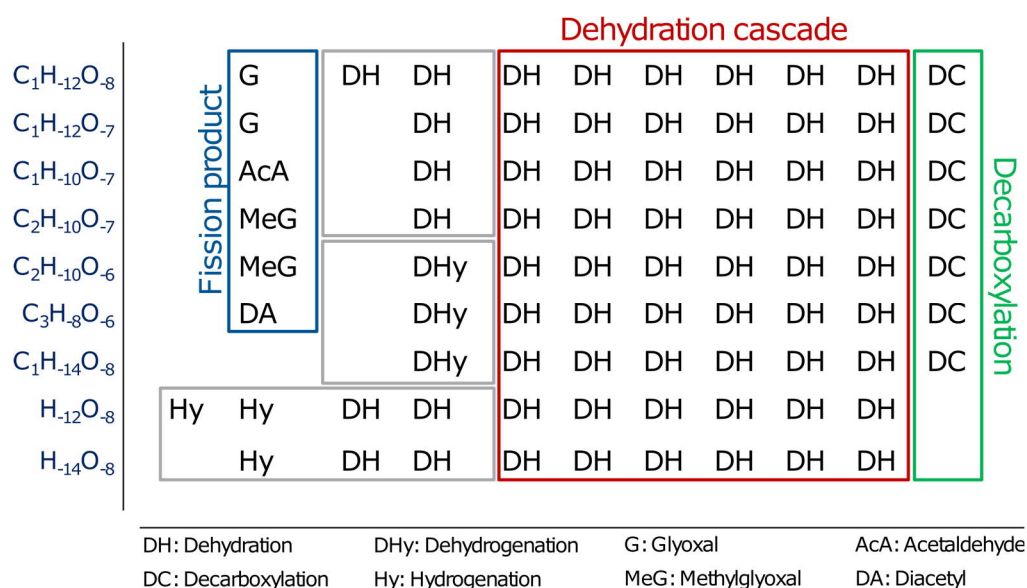 Dehydration cascade
C₁H₋₁₂O₋₈ G DH DH DH DH DH DH DH DH DC
C₁H₋₁₂O₋₇ G DH DH DH DH DH DH DH DC
C₁H₋₁₀O₋₇ AcA DH DH DH DH DH DH DH DC
C₂H₋₁₀O₋₇ MeG DH DH DH DH DH DH DH DC
C₂H₋₁₀O₋₆ MeG DHy DH DH DH DH DH DH DC
C₃H₋₈O₋₆ DA DHy DH DH DH DH DH DH DC
C₁H₋₁₄O₋₈ DHy DH DH DH DH DH DH DC
H₋₁₂O₋₈ Hy Hy DH DH DH DH DH DH DH DH
H₋₁₄O₋₈ Hy DH DH DH DH DH DH DH DH
Fission product
Decarboxylation
DH: Dehydration DHy: Dehydrogenation G: Glyoxal AcA: Acetaldehyde
DC: Decarboxylation Hy: Hydrogenation MeG: Methylglyoxal DA: Diacetyl